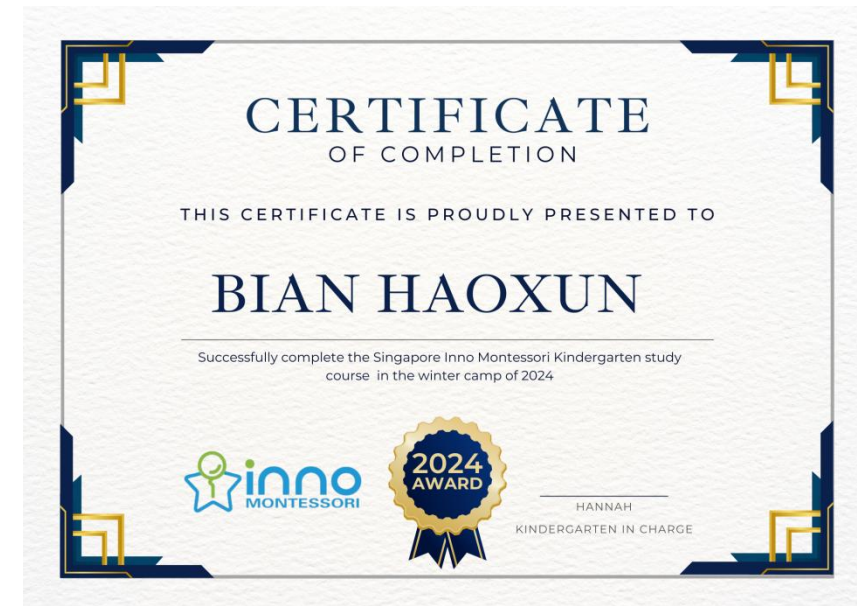 CERTIFICATE
OF COMPLETION
THIS CERTIFICATE IS PROUDLY PRESENTED TO
BIAN HAOXUN
Successfully complete the Singapore Inno Montessori Kindergarten study
course in the winter camp of 2024
inno
MONTESSORI
2024
AWARD
HANNAH
KINDERGARTEN IN CHARGE